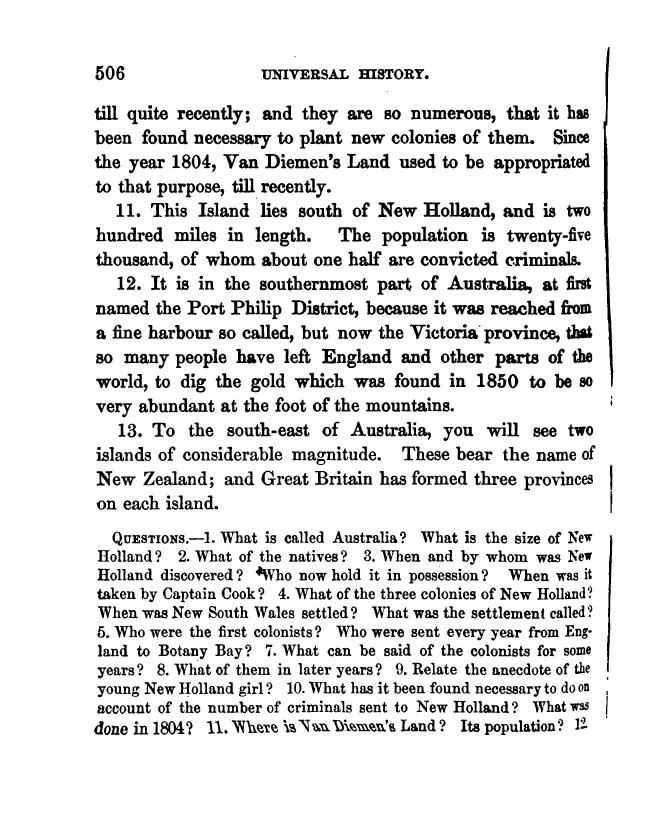 506 UNIVERSAL HISTORY.
till quite recently; and they are so numerous, that it has
been found necessary to plant new colonies of them. Since
the year 1804, Van Diemen's Land used to be appropriated
to that purpose, till recently.
11. This Island lies south of New Holland, and is two
hundred miles in length. The population is twenty-five
thousand, of whom about one half are convicted criminals.
12. It is in the southernmost part of Australia, at first
named the Port Philip District, because it was reached from
a fine harbour so called, but now the Victoria province, that
so many people have left England and other parts of the
world, to dig the gold which was found in 1850 to be so
very abundant at the foot of the mountains.
13. To the south-east of Australia, you will see two
islands of considerable magnitude. These bear the name of
New Zealand; and Great Britain has formed three provinces
on each island.
QUESTIONS.—1. What is called Australia? What is the size of New
Holland? 2. What of the natives? 3. When and by whom was New
Holland discovered? Who now hold it in possession? When was it
taken by Captain Cook? 4. What of the three colonies of New Holland?
When was New South Wales settled? What was the settlement called?
5. Who were the first colonists? Who were sent every year from Eng-
land to Botany Bay? 7. What can be said of the colonists for some
years? 8. What of them in later years? 9. Relate the anecdote of the
young New Holland girl? 10. What has it been found necessary to do on
account of the number of criminals sent to New Holland? What was
done in 1804? 11. Where is Van Diemen's Land? Its population? 12